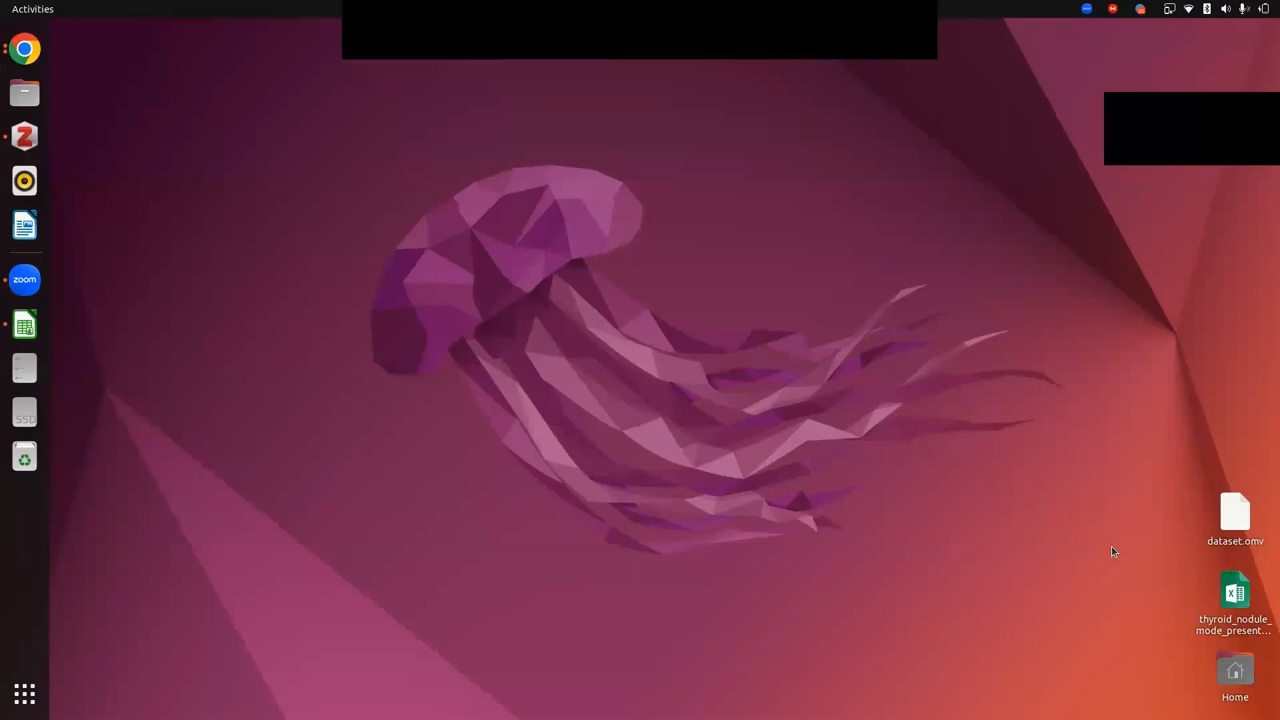 Activities
zoom
SSD
dataset.omv
thyroid_nodule_
mode_present...
Home